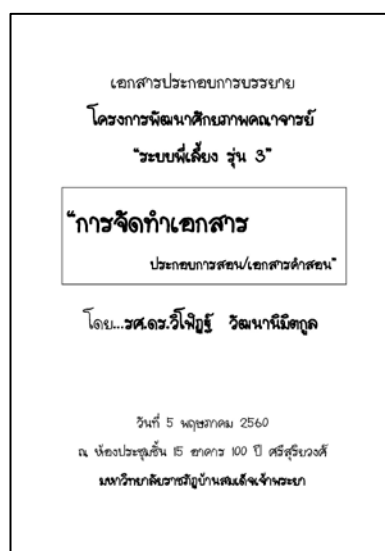 เอกสารประกอบการบรรยาย
โครงการพัฒนาศักยภาพคณาจารย์
"ระบบพี่เลี้ยง รุ่น 3"
"การจัดทำเอกสาร
ประกอบการสอน/เอกสารคำสอน"
โดย...รศ.ดร.วิไฟฏฐ์ วัฒนานิมิตกูล
วันที่ 5 พฤษภาคม 2560
ณ ห้องประชุมชั้น 15 อาคาร 100 ปี ศรีสุริยวงศ์
มหาวิทยาลัยราชภัฏบ้านสมเด็จเจ้าพระยา